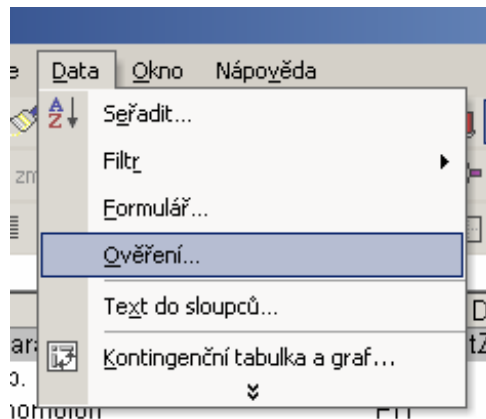 Data Okno Nápověda
Seřadit...
Filtr
Formulář...
Ověření...
Text do sloupců...
Kontingenční tabulka a graf...